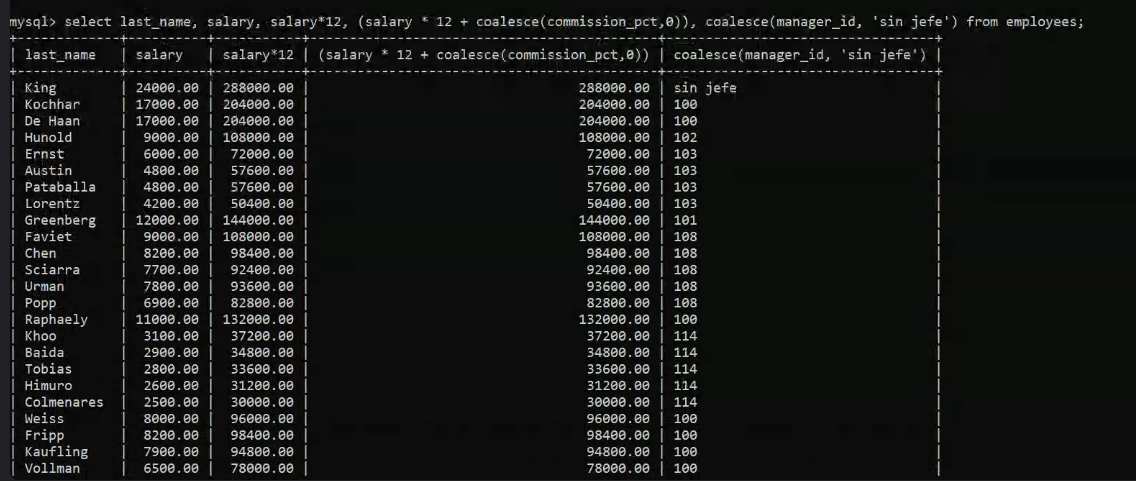 mysql> select last_name, salary, salary*12, (salary * 12 + coalesce(commission_pct,0)), coalesce(manager_id, 'sin jefe') from employees;
| last_name | salary | salary*12 | (salary * 12 + coalesce(commission_pct,0)) | coalesce(manager_id, 'sin jefe') |
| King | 24000.00 | 288000.00 | 288000.00 | sin jefe |
| Kochhar | 17000.00 | 204000.00 | 204000.00 | 100 |
| De Haan | 17000.00 | 204000.00 | 204000.00 | 100 |
| Hunold | 9000.00 | 108000.00 | 108000.00 | 102 |
| Ernst | 6000.00 | 72000.00 | 72000.00 | 103 |
| Austin | 4800.00 | 57600.00 | 57600.00 | 103 |
| Pataballa | 4800.00 | 57600.00 | 57600.00 | 103 |
| Lorentz | 4200.00 | 50400.00 | 50400.00 | 103 |
| Greenberg | 12000.00 | 144000.00 | 144000.00 | 101 |
| Faviet | 9000.00 | 108000.00 | 108000.00 | 108 |
| Chen | 8200.00 | 98400.00 | 98400.00 | 108 |
| Sciarra | 7700.00 | 92400.00 | 92400.00 | 108 |
| Urman | 7800.00 | 93600.00 | 93600.00 | 108 |
| Popp | 6900.00 | 82800.00 | 82800.00 | 108 |
| Raphaely | 11000.00 | 132000.00 | 132000.00 | 100 |
| Khoo | 3100.00 | 37200.00 | 37200.00 | 114 |
| Baida | 2900.00 | 34800.00 | 34800.00 | 114 |
| Tobias | 2800.00 | 33600.00 | 33600.00 | 114 |
| Himuro | 2600.00 | 31200.00 | 31200.00 | 114 |
| Colmenares | 2500.00 | 30000.00 | 30000.00 | 114 |
| Weiss | 8000.00 | 96000.00 | 96000.00 | 100 |
| Fripp | 8200.00 | 98400.00 | 98400.00 | 100 |
| Kaufling | 7900.00 | 94800.00 | 94800.00 | 100 |
| Vollman | 6500.00 | 78000.00 | 78000.00 | 100 |